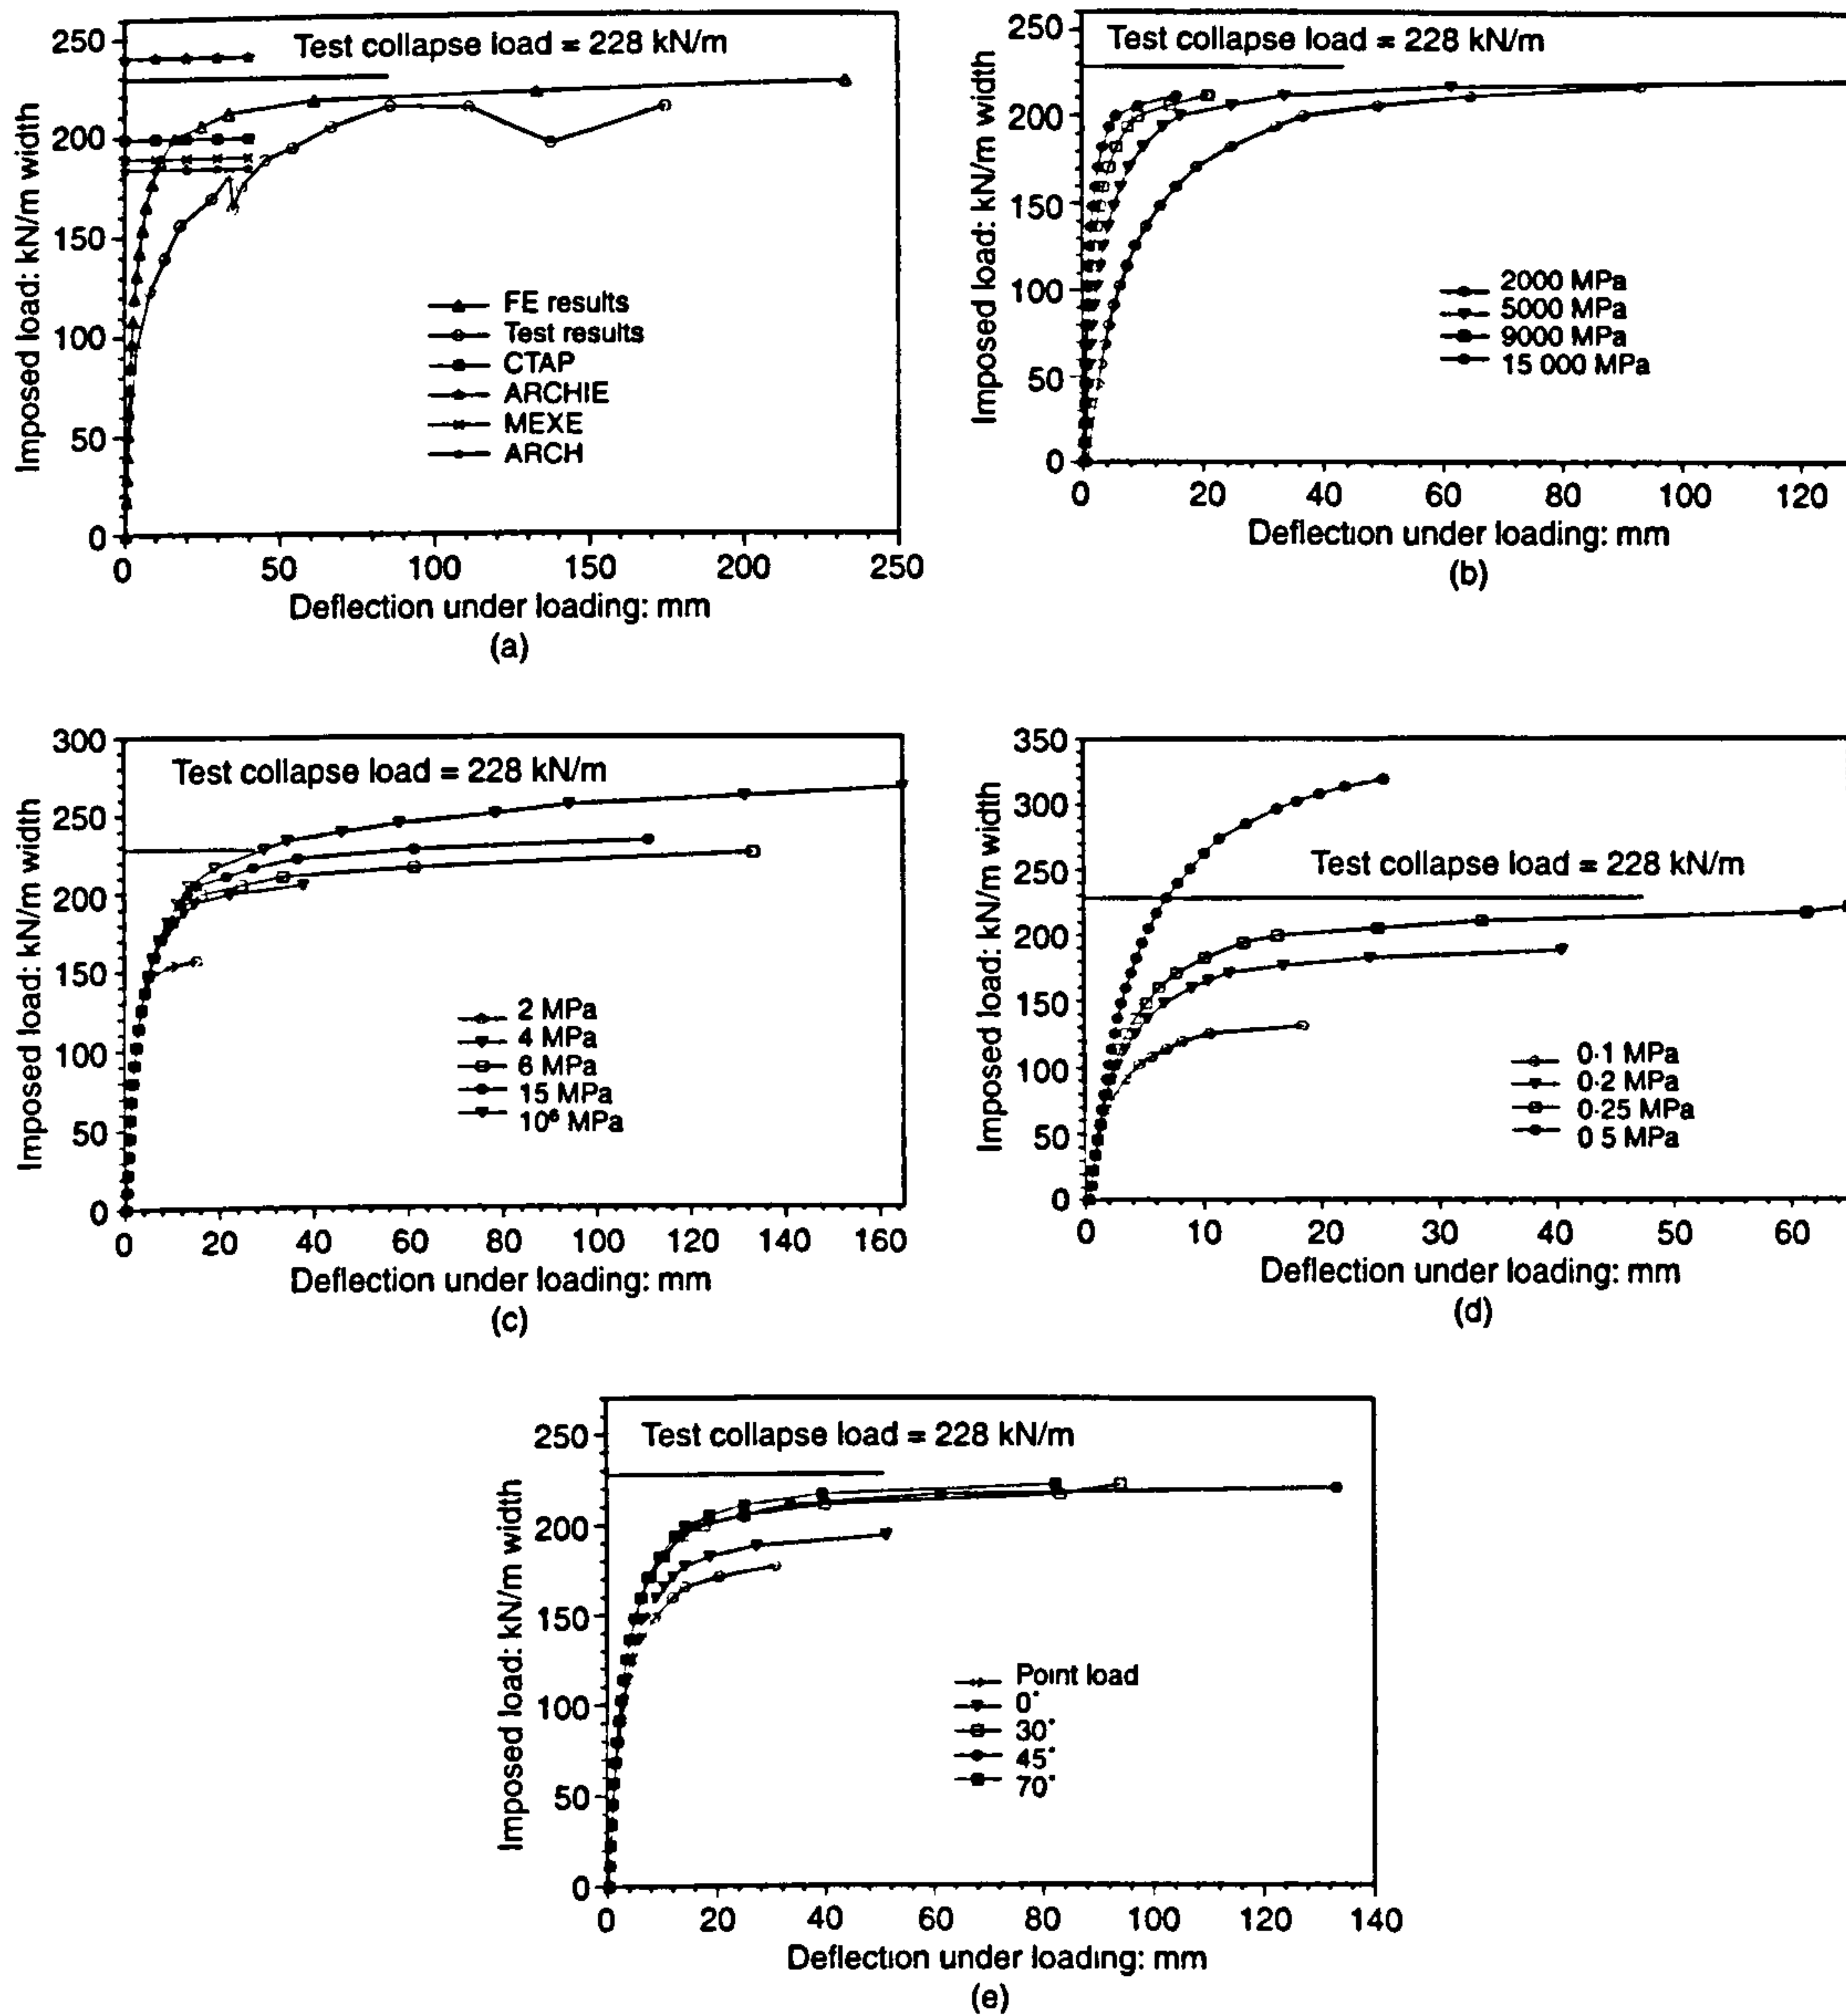 Test collapse load = 228 kN/m
Imposed load: kN/m width
250
200
150
100
50
0
FE results
Test results
CTAP
ARCHIE
MEXE
ARCH
0 50 100 150 200 250
Deflection under loading: mm
(a)
Test collapse load = 228 kN/m
Imposed load: kN/m width
250
200
150
100
50
0
2000 MPa
5000 MPa
9000 MPa
15 000 MPa
0 20 40 60 80 100 120
Deflection under loading: mm
(b)
Test collapse load = 228 kN/m
Imposed load: kN/m width
300
250
200
150
100
50
0
2 MPa
4 MPa
6 MPa
15 MPa
10⁶ MPa
0 20 40 60 80 100 120 140 160
Deflection under loading: mm
(c)
Test collapse load = 228 kN/m
Imposed load: kN/m width
350
300
250
200
150
100
50
0
0·1 MPa
0·2 MPa
0·25 MPa
0 5 MPa
0 10 20 30 40 50 60
Deflection under loading: mm
(d)
Test collapse load = 228 kN/m
Imposed load: kN/m width
250
200
150
100
50
0
Point load
0°
30°
45°
70°
0 20 40 60 80 100 120 140
Deflection under loading: mm
(e)